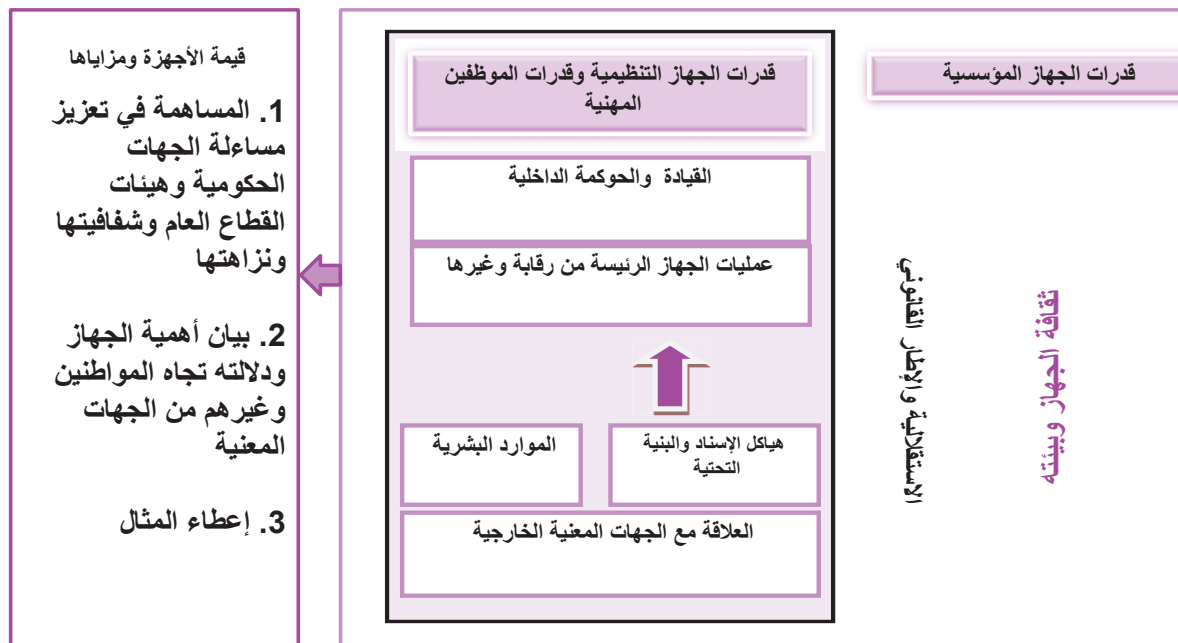 قدرات الجهاز المؤسسية
ثقافة الجهاز وبيئته
الاستقلالية والإطار القانوني
قدرات الجهاز التنظيمية وقدرات الموظفين
المهنية
القيادة والحوكمة الداخلية
عمليات الجهاز الرئيسة من رقابة وغيرها
هياكل الإسناد والبنية
التحتية
الموارد البشرية
العلاقة مع الجهات المعنية الخارجية
قيمة الأجهزة ومزاياها
1. المساهمة في تعزيز
مساءلة الجهات
الحكومية وهيئات
القطاع العام وشفافيتها
ونزاهتها
2. بيان أهمية الجهاز
ودلالته تجاه المواطنين
وغيرهم من الجهات
المعنية
3. إعطاء المثال